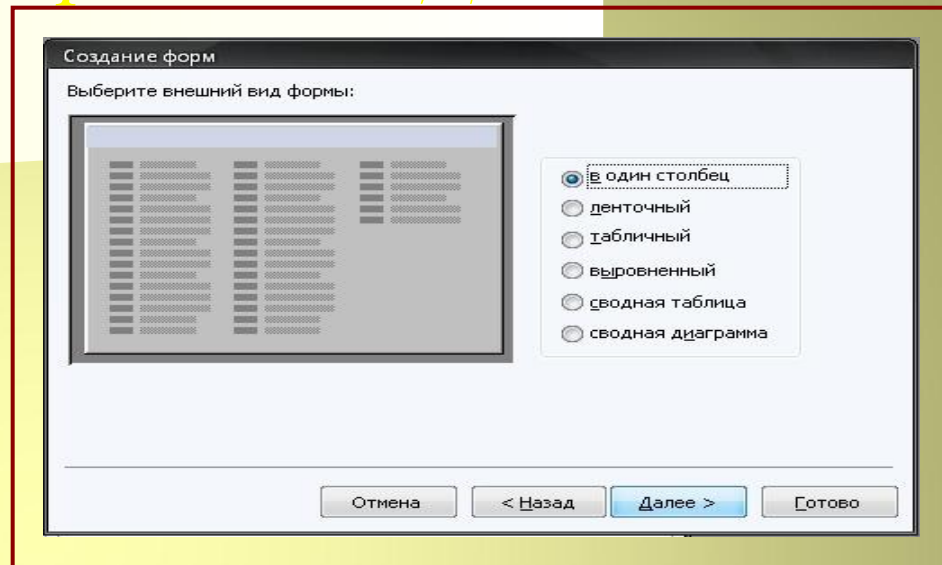 Создание форм
Выберите внешний вид формы:
в один столбец
ленточный
табличный
выровненный
сводная таблица
сводная диаграмма
Отмена
< Назад
Далее >
Готово